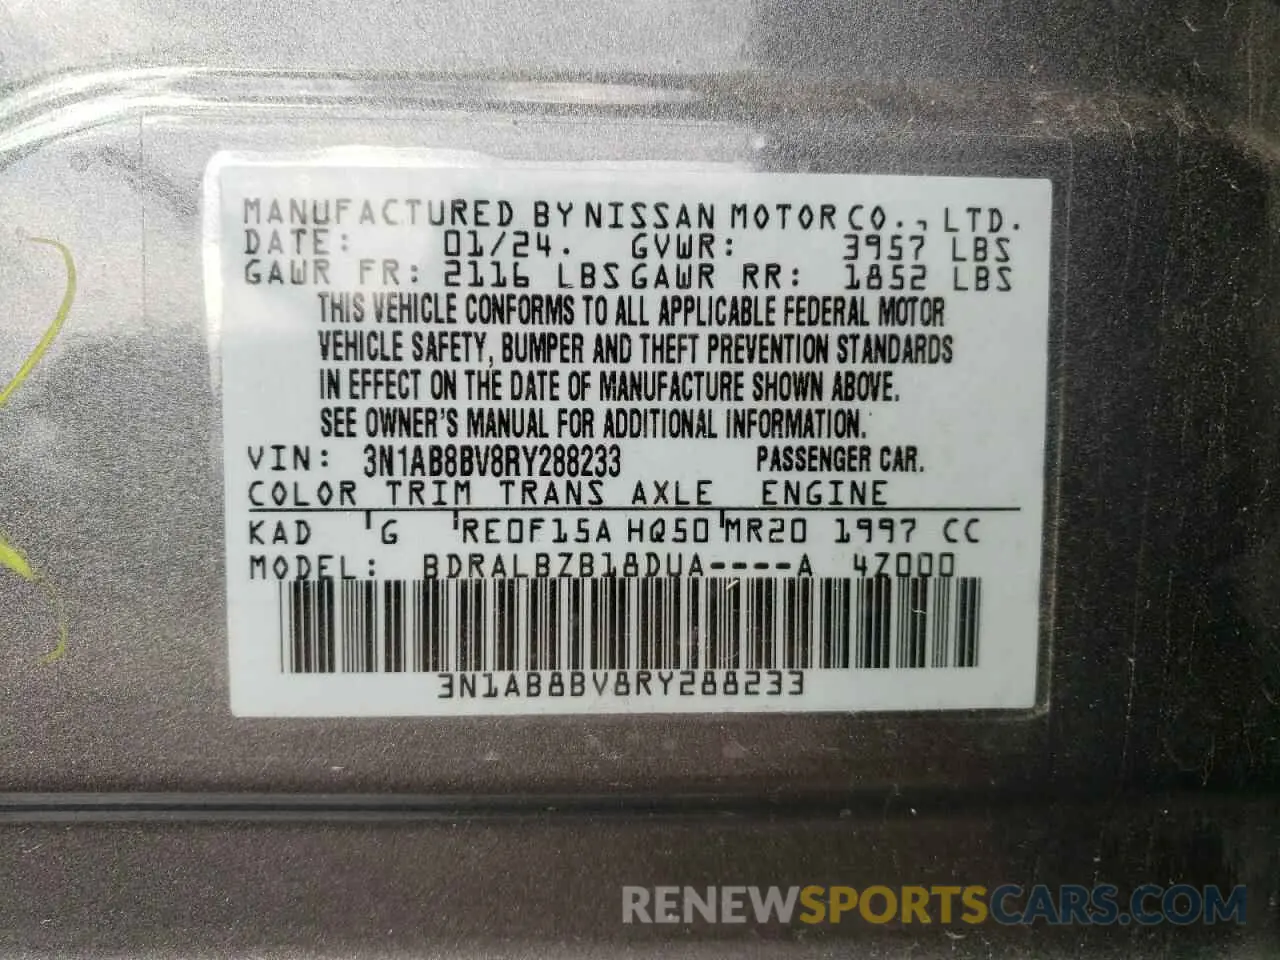 MANUFACTURED BY NISSAN MOTOR CO., LTD.
DATE: 01/24. GVWR: 3957 LBS
GAWR FR: 2116 LBS GAWR RR: 1852 LBS
THIS VEHICLE CONFORMS TO ALL APPLICABLE FEDERAL MOTOR
VEHICLE SAFETY, BUMPER AND THEFT PREVENTION STANDARDS
IN EFFECT ON THE DATE OF MANUFACTURE SHOWN ABOVE.
SEE OWNER'S MANUAL FOR ADDITIONAL INFORMATION.
VIN: 3N1AB8BV8RY288233 PASSENGER CAR.
COLOR TRIM TRANS AXLE ENGINE
KAD G RE0F15A HQ50 MR20 1997 CC
MODEL: BDRALBZB18DUA----A 4Z000
3N1AB8BV8RY288233
RENEWSPORTSCARS.COM